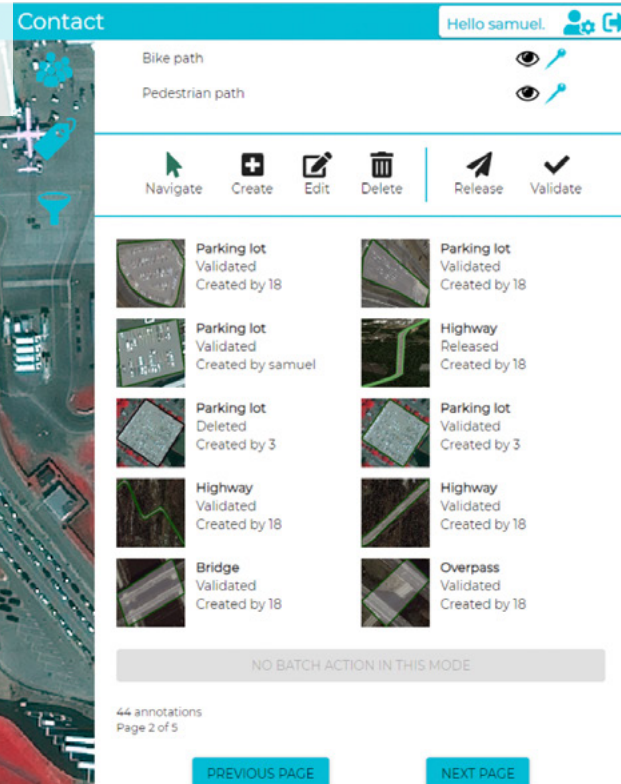 Contact
Hello samuel.
Bike path
Pedestrian path
Navigate Create Edit Delete Release Validate
Parking lot
Validated
Created by 18
Parking lot
Validated
Created by 18
Parking lot
Validated
Created by samuel
Highway
Released
Created by 18
Parking lot
Deleted
Created by 3
Parking lot
Validated
Created by 3
Highway
Validated
Created by 18
Highway
Validated
Created by 18
Bridge
Validated
Created by 18
Overpass
Validated
Created by 18
NO BATCH ACTION IN THIS MODE
44 annotations
Page 2 of 5
PREVIOUS PAGE NEXT PAGE